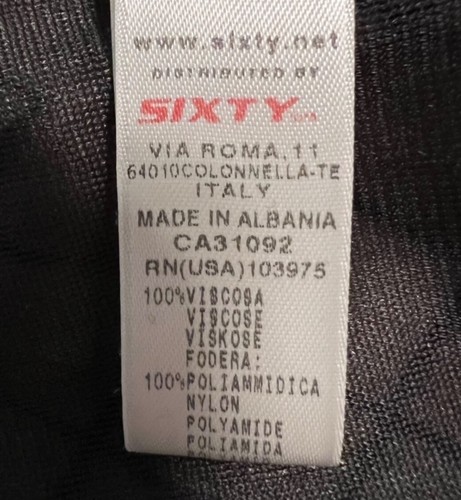 www.sixty.net
DISTRIBUTED BY
SIXTY
VIA ROMA,11
64010COLONNELLA-TE
ITALY
MADE IN ALBANIA
CA31092
RN(USA)103975
100%VISCOSA
VISCOSE
VISKOSE
FODERA:
100%POLIAMMIDICA
NYLON
POLYAMIDE
POLIAMIDA